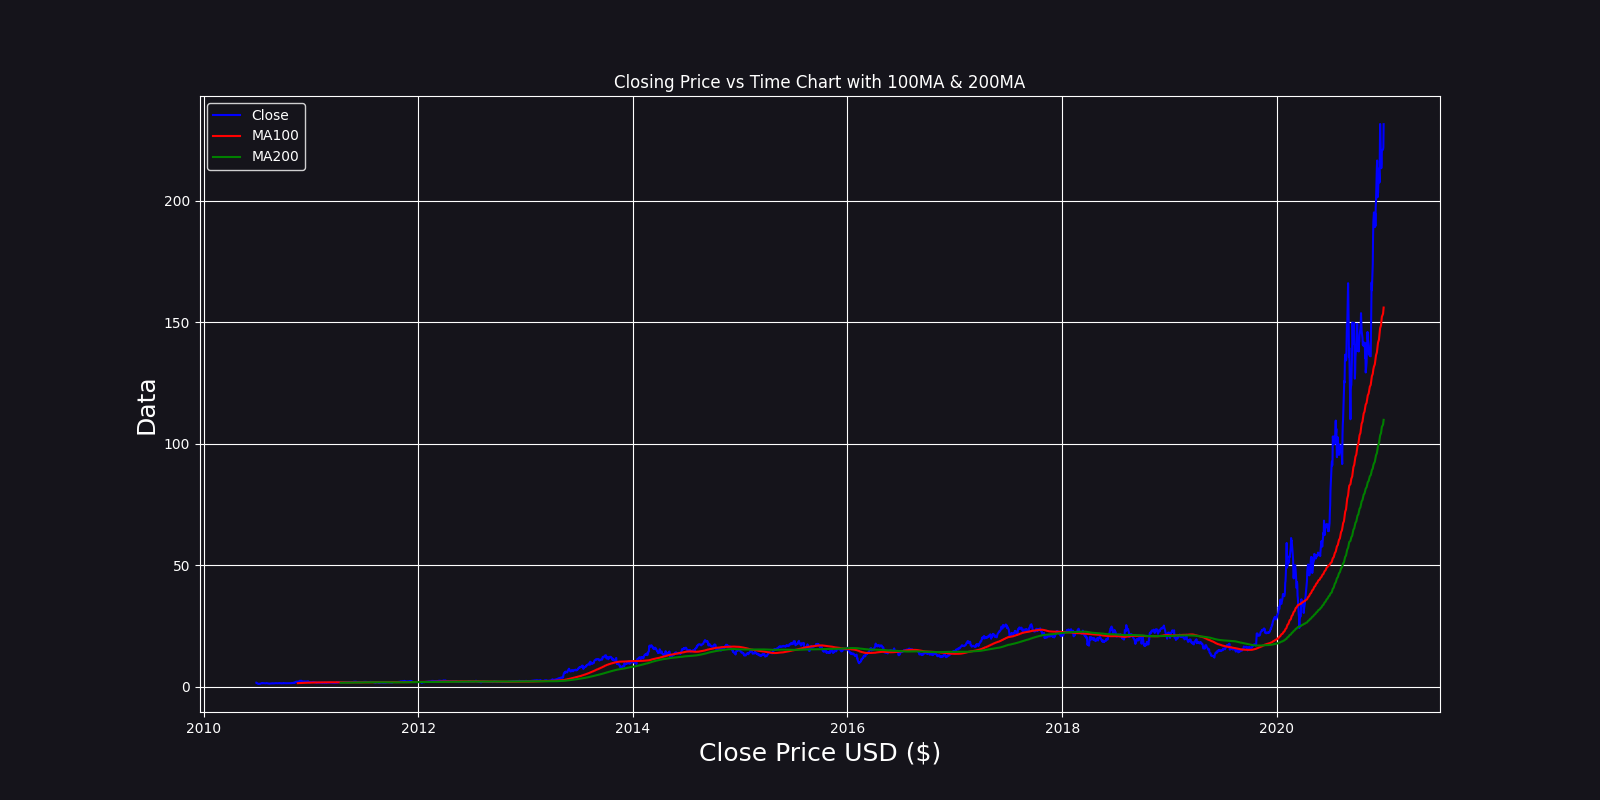 Closing Price vs Time Chart with 100MA & 200MA
Close
MA100
MA200
200
150
100
50
0
Data
2010 2012 2014 2016 2018 2020
Close Price USD ($)